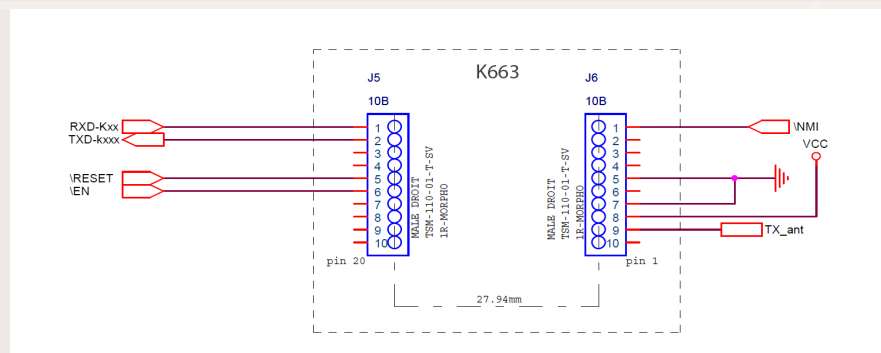 K663
J5
J6
10B
10B
RXD-Kxx
TXD-kxxx
\RESET
\EN
1
2
3
4
5
6
7
8
9
10
MALE DROIT
TSM-110-01-T-SV
1R-MORPHO
pin 20
MALE DROIT
TSM-110-01-T-SV
1R-MORPHO
1
2
3
4
5
6
7
8
9
10
pin 1
\NMI
VCC
TX_ant
27.94mm